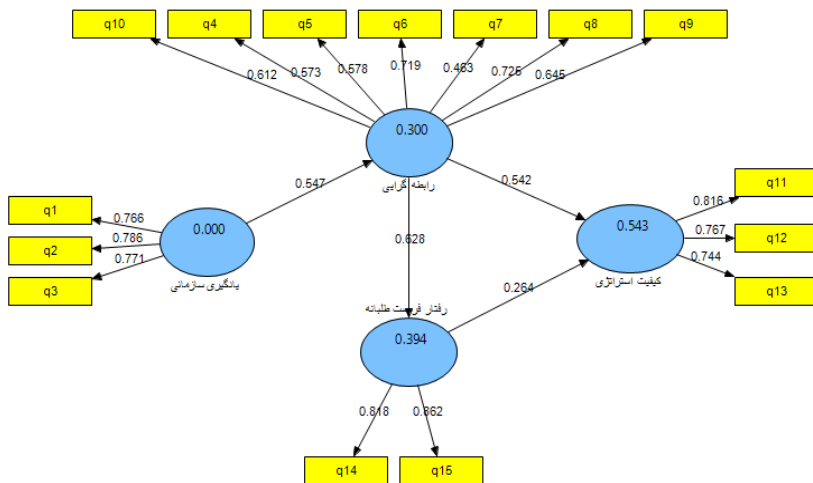 q10 q4 q5 q6 q7 q8 q9
0.612 0.573 0.578 0.719 0.463 0.725 0.645
0.300
رابطه گرایی
0.547
0.542
0.628
q1
q2
q3
0.766
0.786
0.771
0.000
یادگیری سازمانی
q11
q12
q13
0.816
0.767
0.744
0.543
کیفیت استراتژی
0.264
رفتار فرصت طلبانه
0.394
0.818 0.862
q14 q15